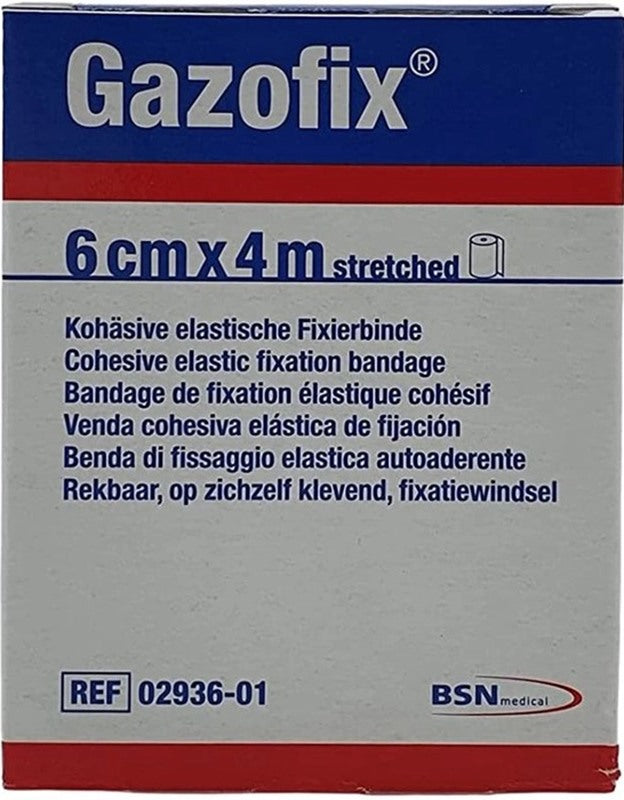 Gazofix®
6 cm x 4 m stretched
Kohäsive elastische Fixierbinde
Cohesive elastic fixation bandage
Bandage de fixation élastique cohésif
Venda cohesiva elástica de fijación
Benda di fissaggio elastica autoaderente
Rekbaar, op zichzelf klevend, fixatiewindsel
REF 02936-01
BSN medical